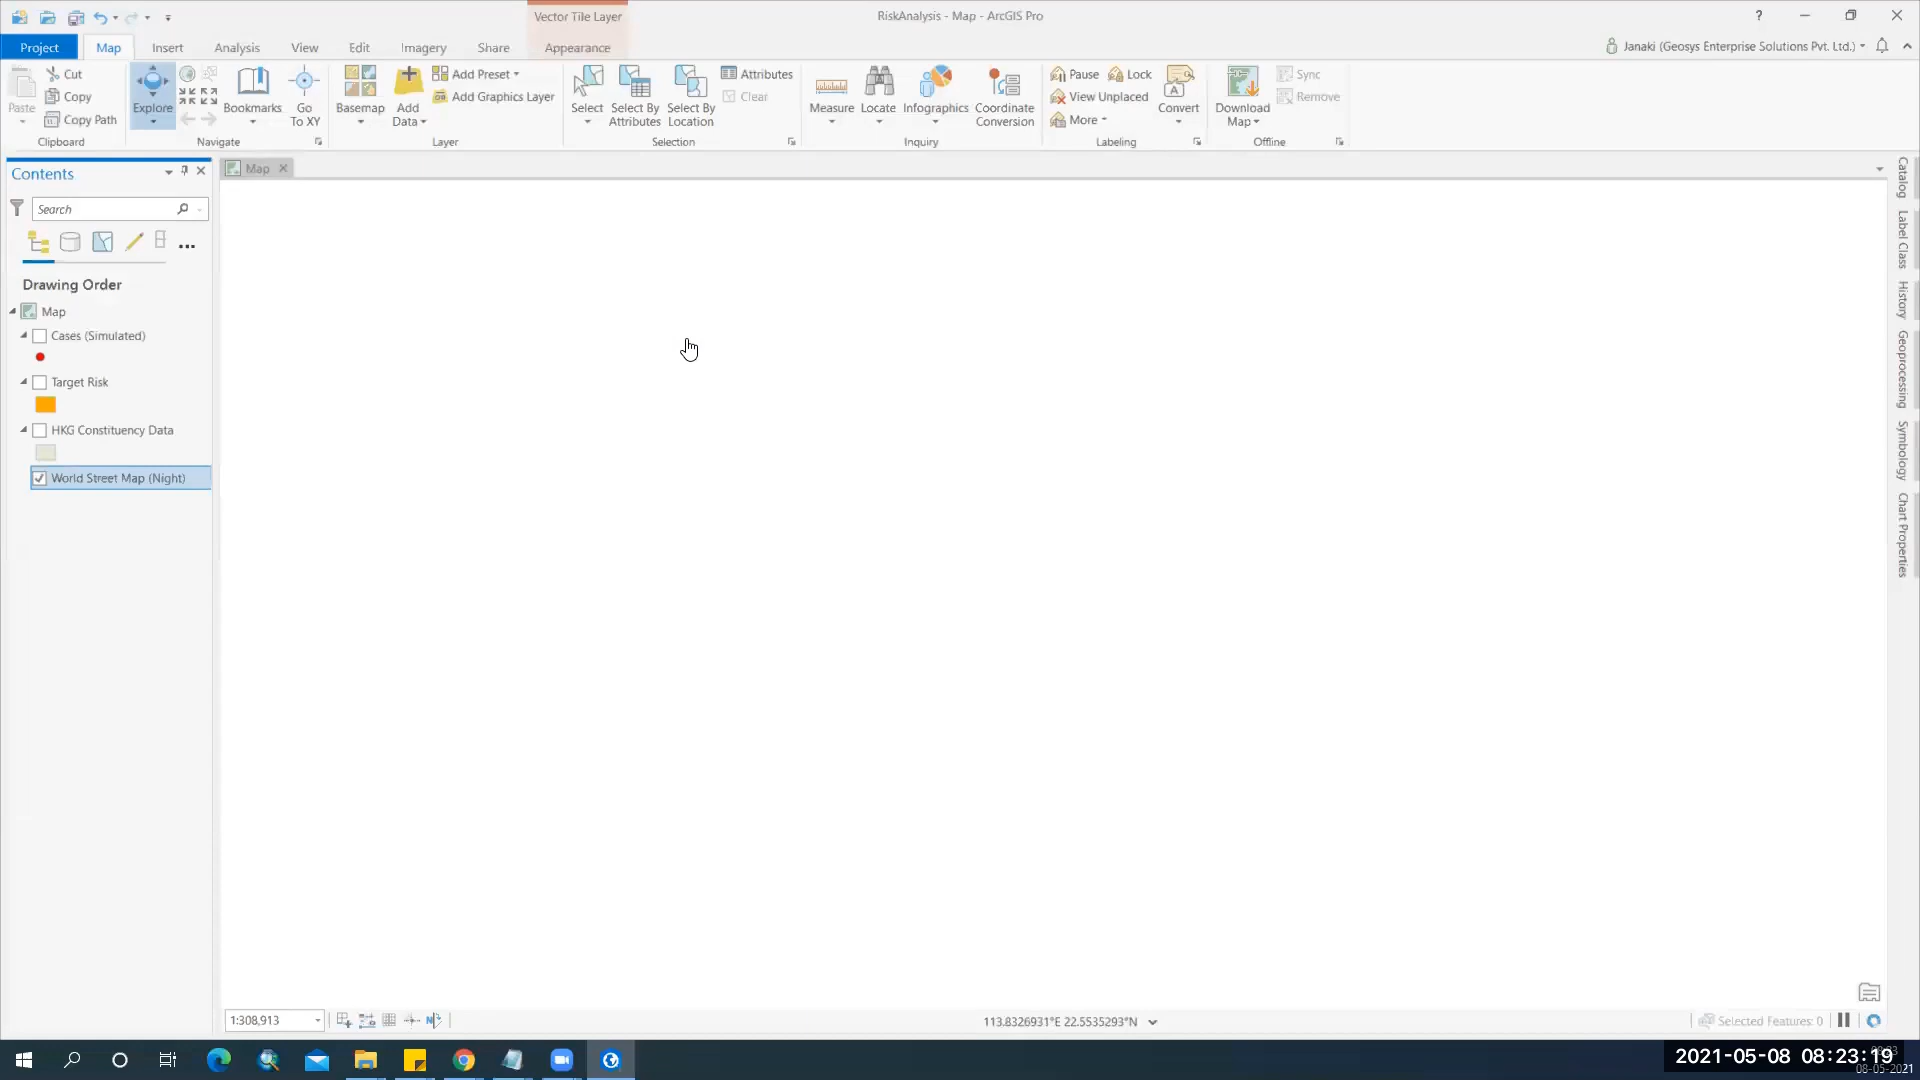 Vector Tile Layer
RiskAnalysis - Map - ArcGIS Pro
?
Project Map Insert Analysis View Edit Imagery Share Appearance
Janaki (Geosys Enterprise Solutions Pvt. Ltd.)
Paste
Cut
Copy
Copy Path
Clipboard
Explore
Bookmarks
Go To XY
Navigate
Basemap
Add Data
Add Preset
Add Graphics Layer
Layer
Select
Select By Attributes
Select By Location
Attributes
Clear
Selection
Measure
Locate
Infographics
Coordinate Conversion
Inquiry
Pause
Lock
View Unplaced
More
Convert
Labeling
Download Map
Sync
Remove
Offline
Contents
Search
Drawing Order
Map
Cases (Simulated)
Target Risk
HKG Constituency Data
World Street Map (Night)
Map
Catalog
Label Class
History
Geoprocessing
Symbology
Chart Properties
1:308,913
113.8326931°E 22.5535293°N
Selected Features: 0
2021-05-08 08:23:19
08-05-2021